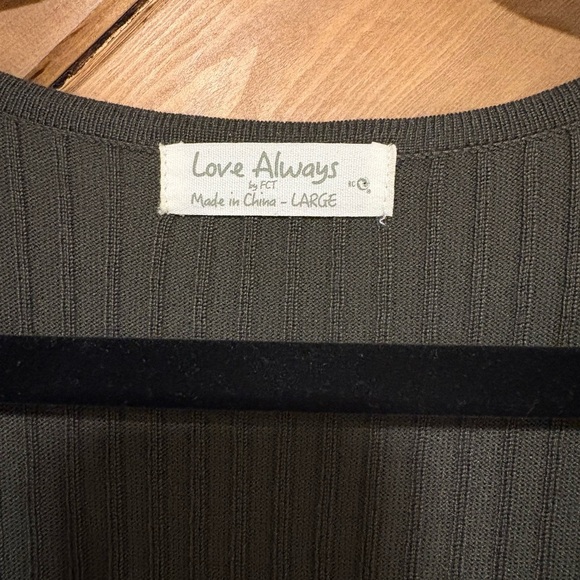 Love Always
by FCT
Made in China - LARGE